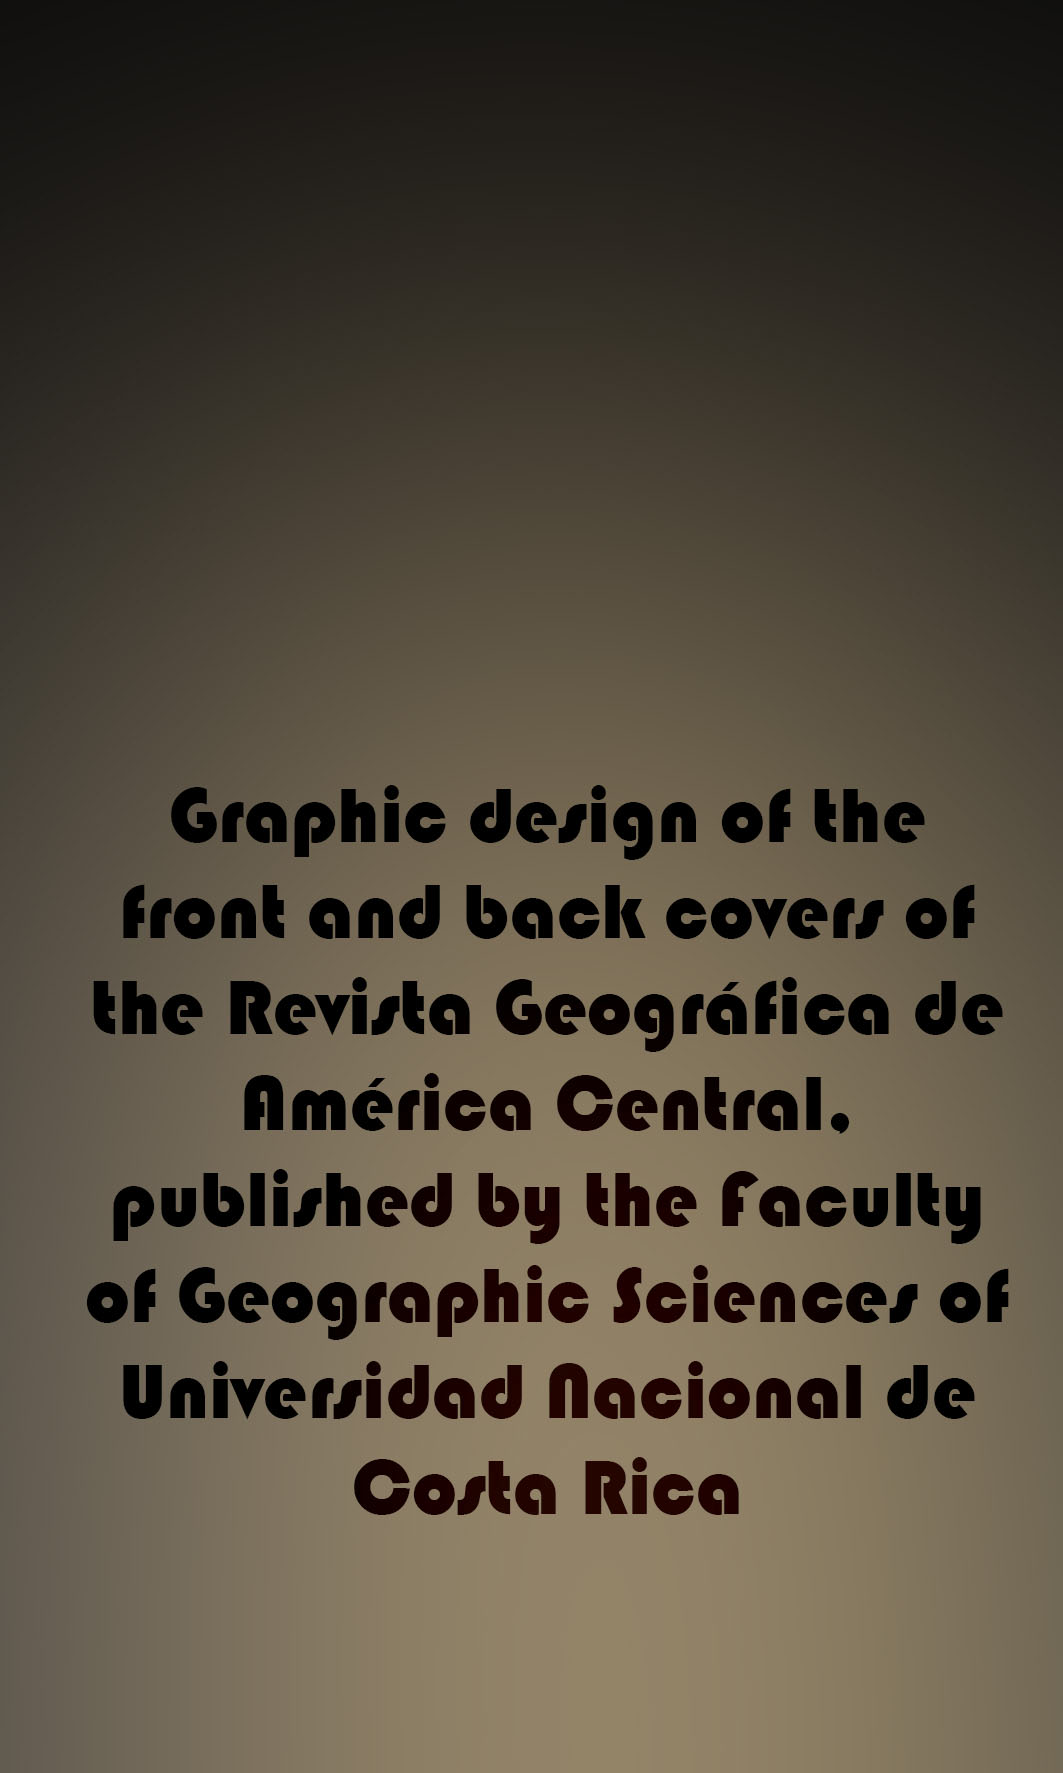 Graphic design of the
front and back covers of
the Revista Geográfica de
América Central,
published by the Faculty
of Geographic Sciences of
Universidad Nacional de
Costa Rica